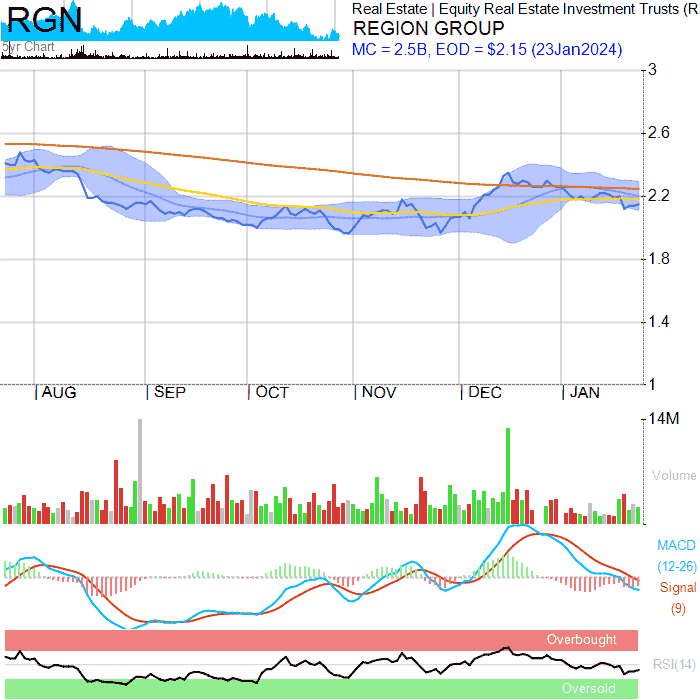 RGN
5yr Chart
Real Estate | Equity Real Estate Investment Trusts (R
REGION GROUP
MC = 2.5B, EOD = $2.15 (23Jan2024)
3
2.6
2.2
1.8
1.4
1
AUG SEP OCT NOV DEC JAN
14M
Volume
MACD
(12-26)
Signal
(9)
Overbought
RSI(14)
Oversold